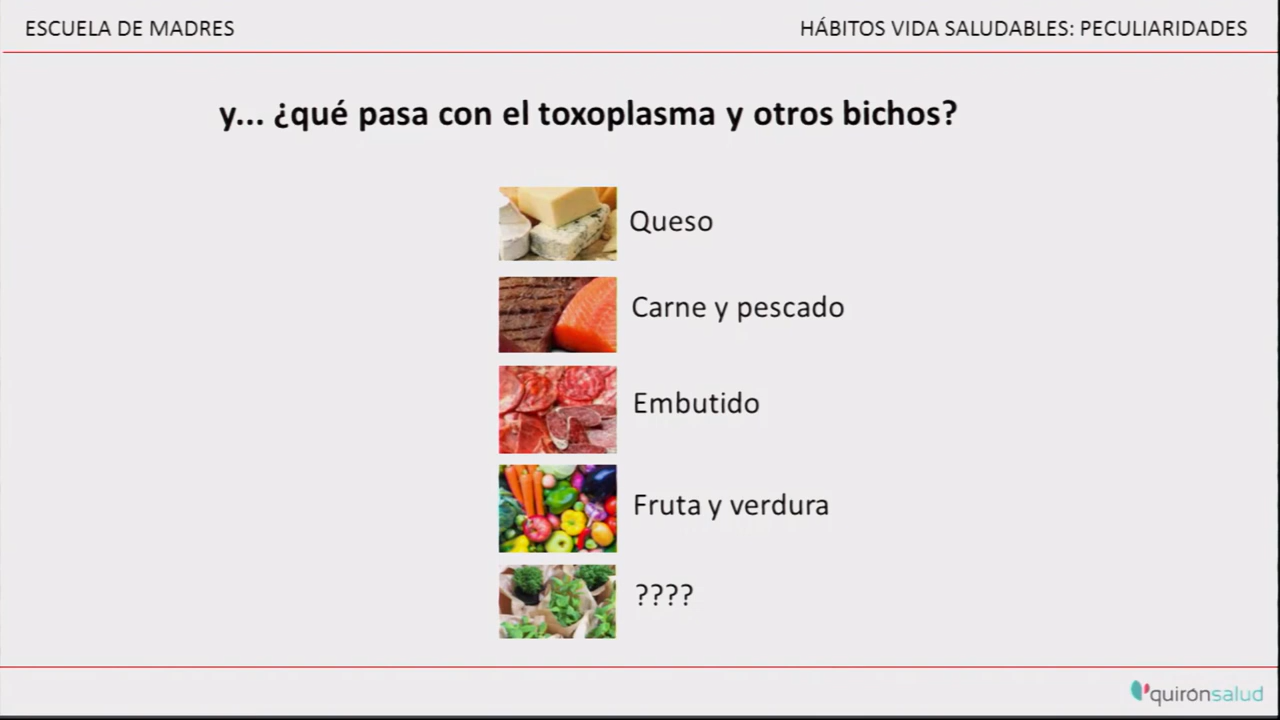 ESCUELA DE MADRES
HÁBITOS VIDA SALUDABLES: PECULIARIDADES
y... ¿qué pasa con el toxoplasma y otros bichos?
Queso
Carne y pescado
Embutido
Fruta y verdura
????
quirónsalud